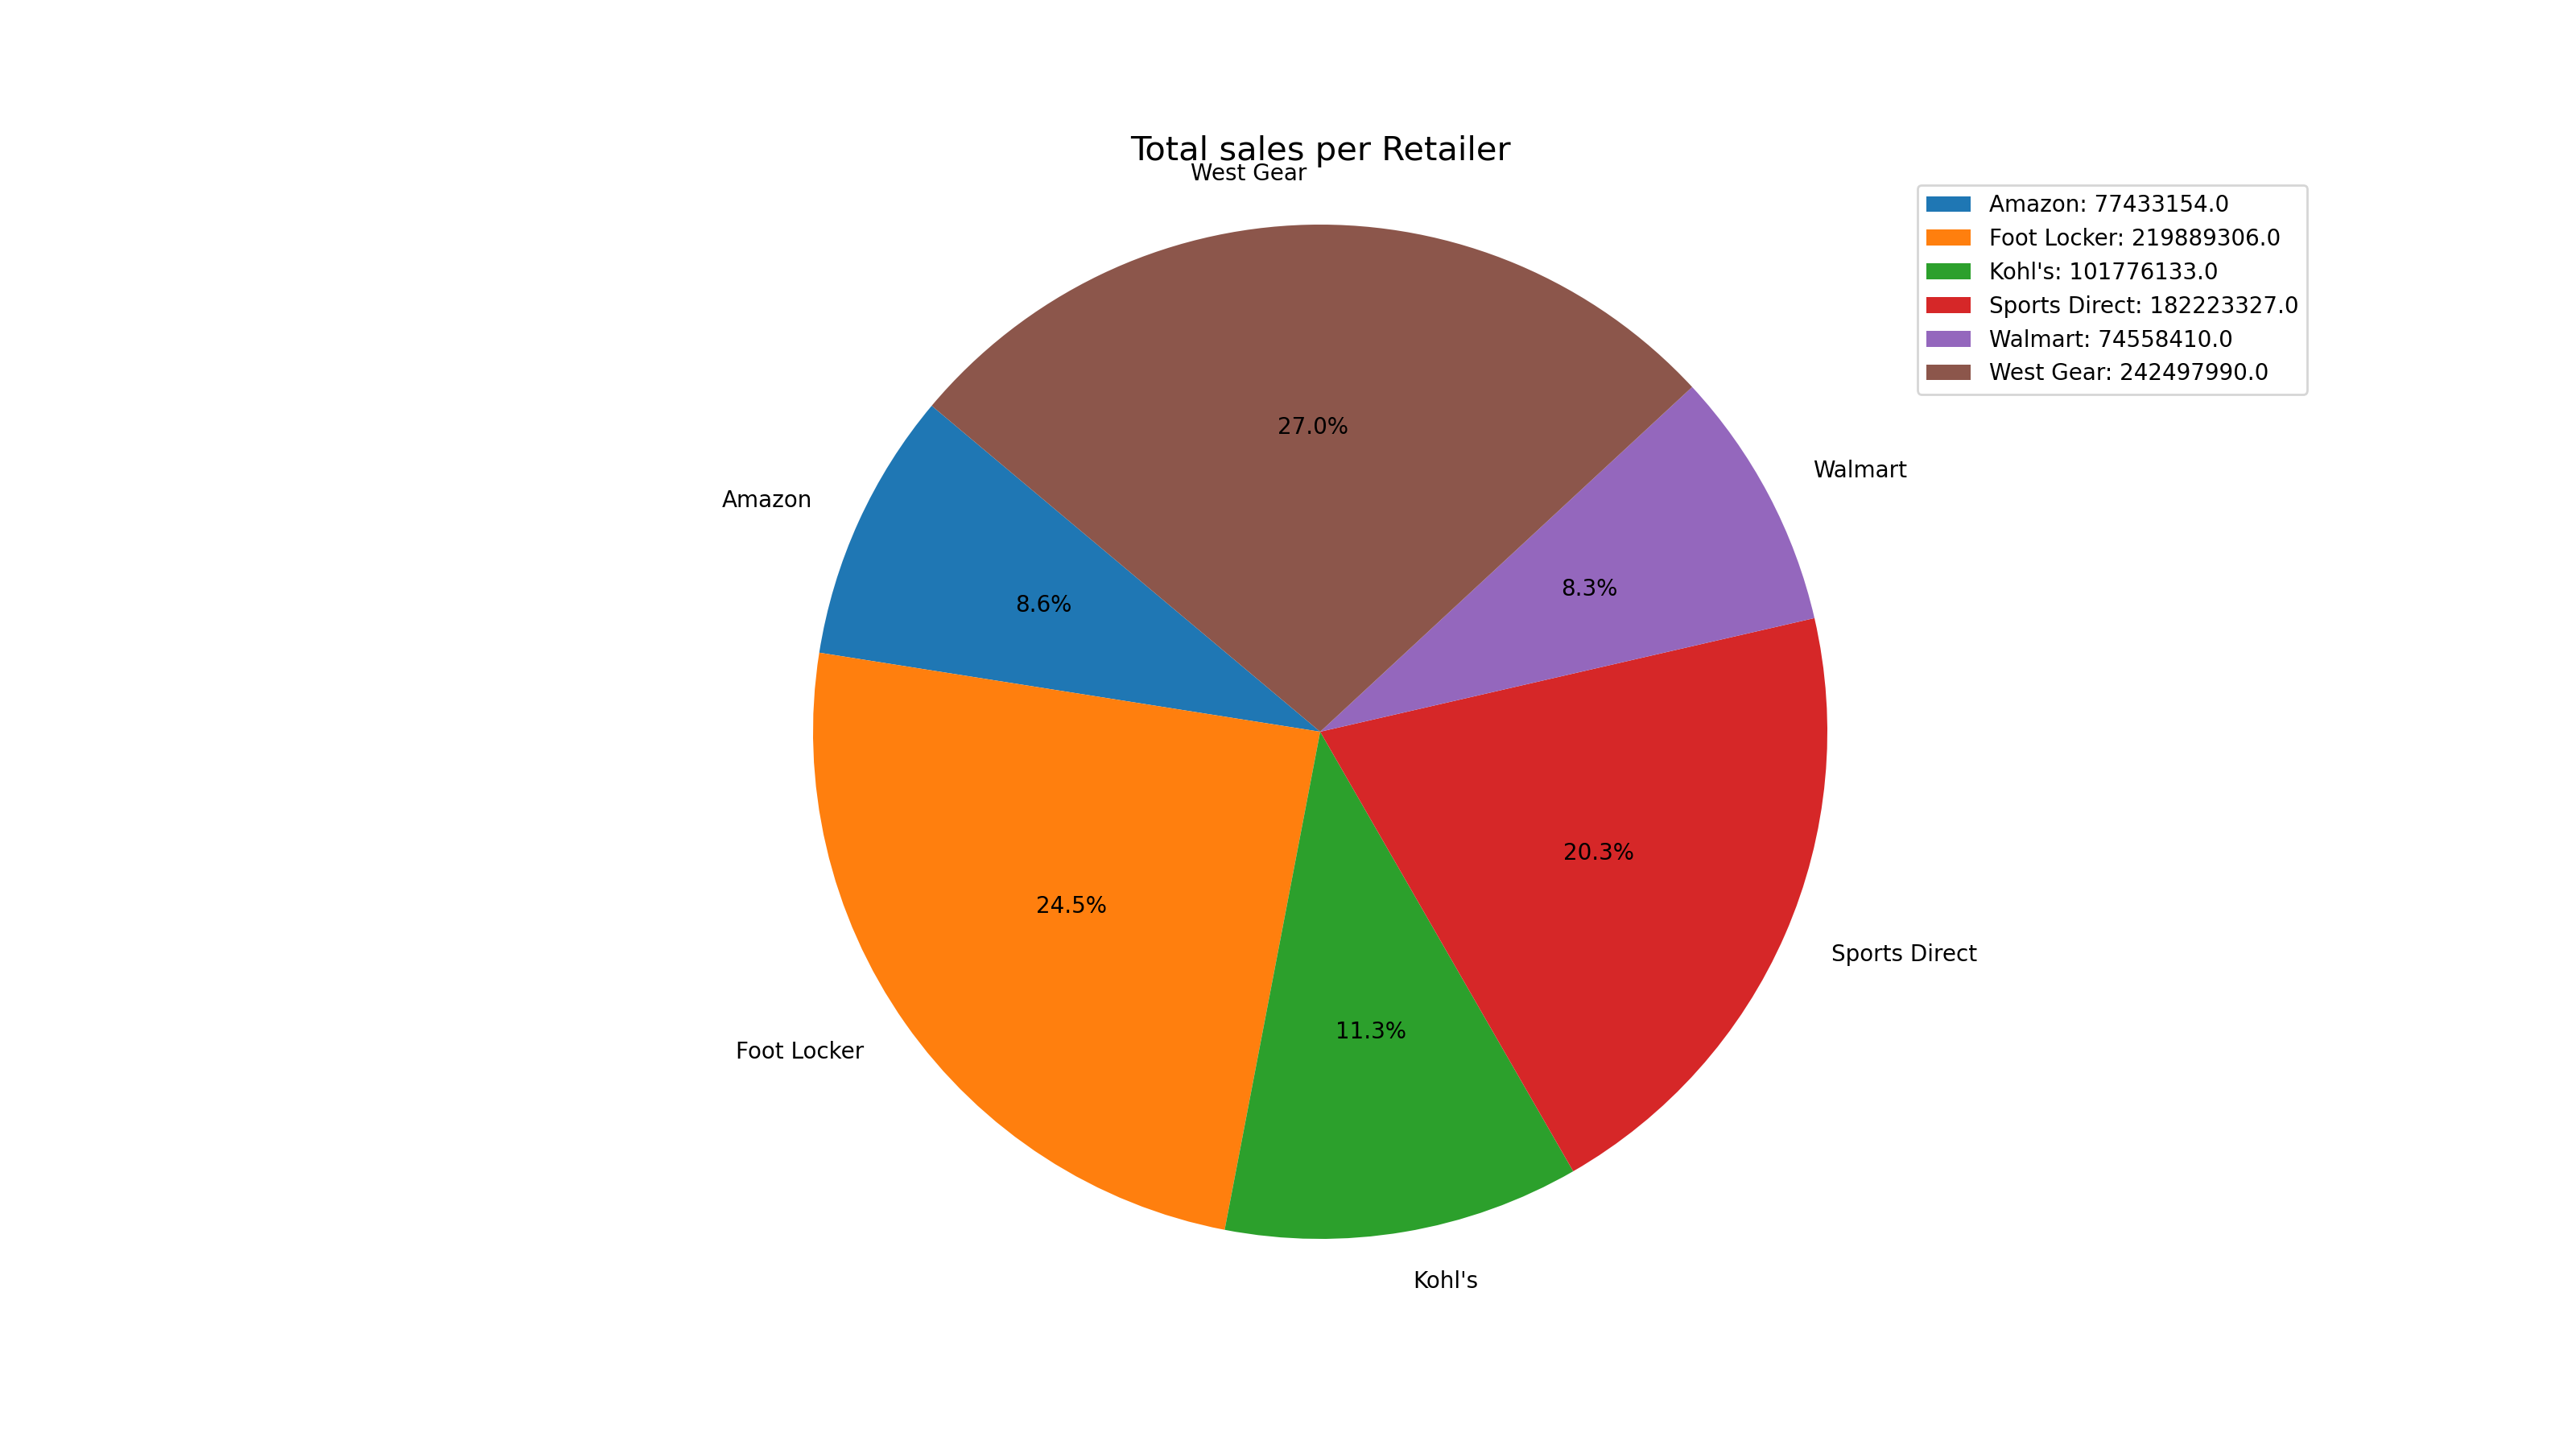 Total sales per Retailer
West Gear
Amazon: 77433154.0
Foot Locker: 219889306.0
Kohl's: 101776133.0
Sports Direct: 182223327.0
Walmart: 74558410.0
West Gear: 242497990.0
27.0%
Walmart
Amazon
8.3%
8.6%
20.3%
24.5%
Sports Direct
11.3%
Foot Locker
Kohl's